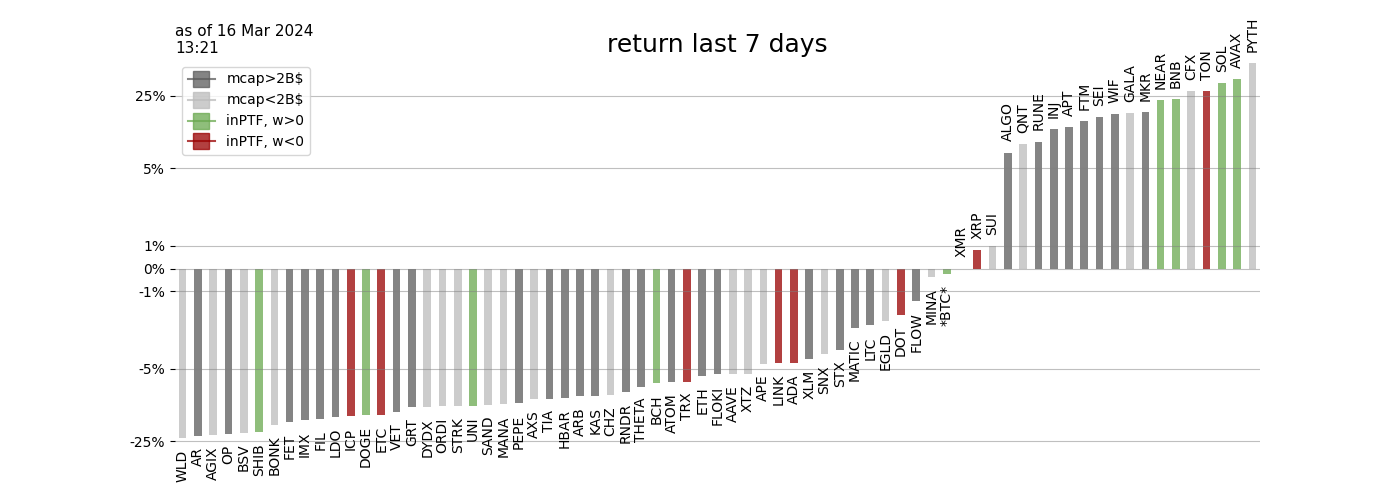 as of 16 Mar 2024
13:21
return last 7 days
mcap>2B$
mcap<2B$
inPTF, w>0
inPTF, w<0
25%
5%
1%
0%
-1%
-5%
-25%
WLD
AR
AGIX
OP
BSV
SHIB
BONK
FET
IMX
FIL
LDO
ICP
DOGE
ETC
VET
GRT
DYDX
ORDI
STRK
UNI
SAND
MANA
PEPE
AXS
TIA
HBAR
ARB
KAS
CHZ
RNDR
THETA
BCH
ATOM
TRX
ETH
FLOKI
AAVE
XTZ
APE
LINK
ADA
XLM
SNX
STX
MATIC
LTC
EGLD
DOT
FLOW
MINA
*BTC*
XMR
XRP
SUI
ALGO
QNT
RUNE
INJ
APT
FTM
SEI
WIF
GALA
MKR
NEAR
BNB
CFX
TON
SOL
AVAX
PYTH